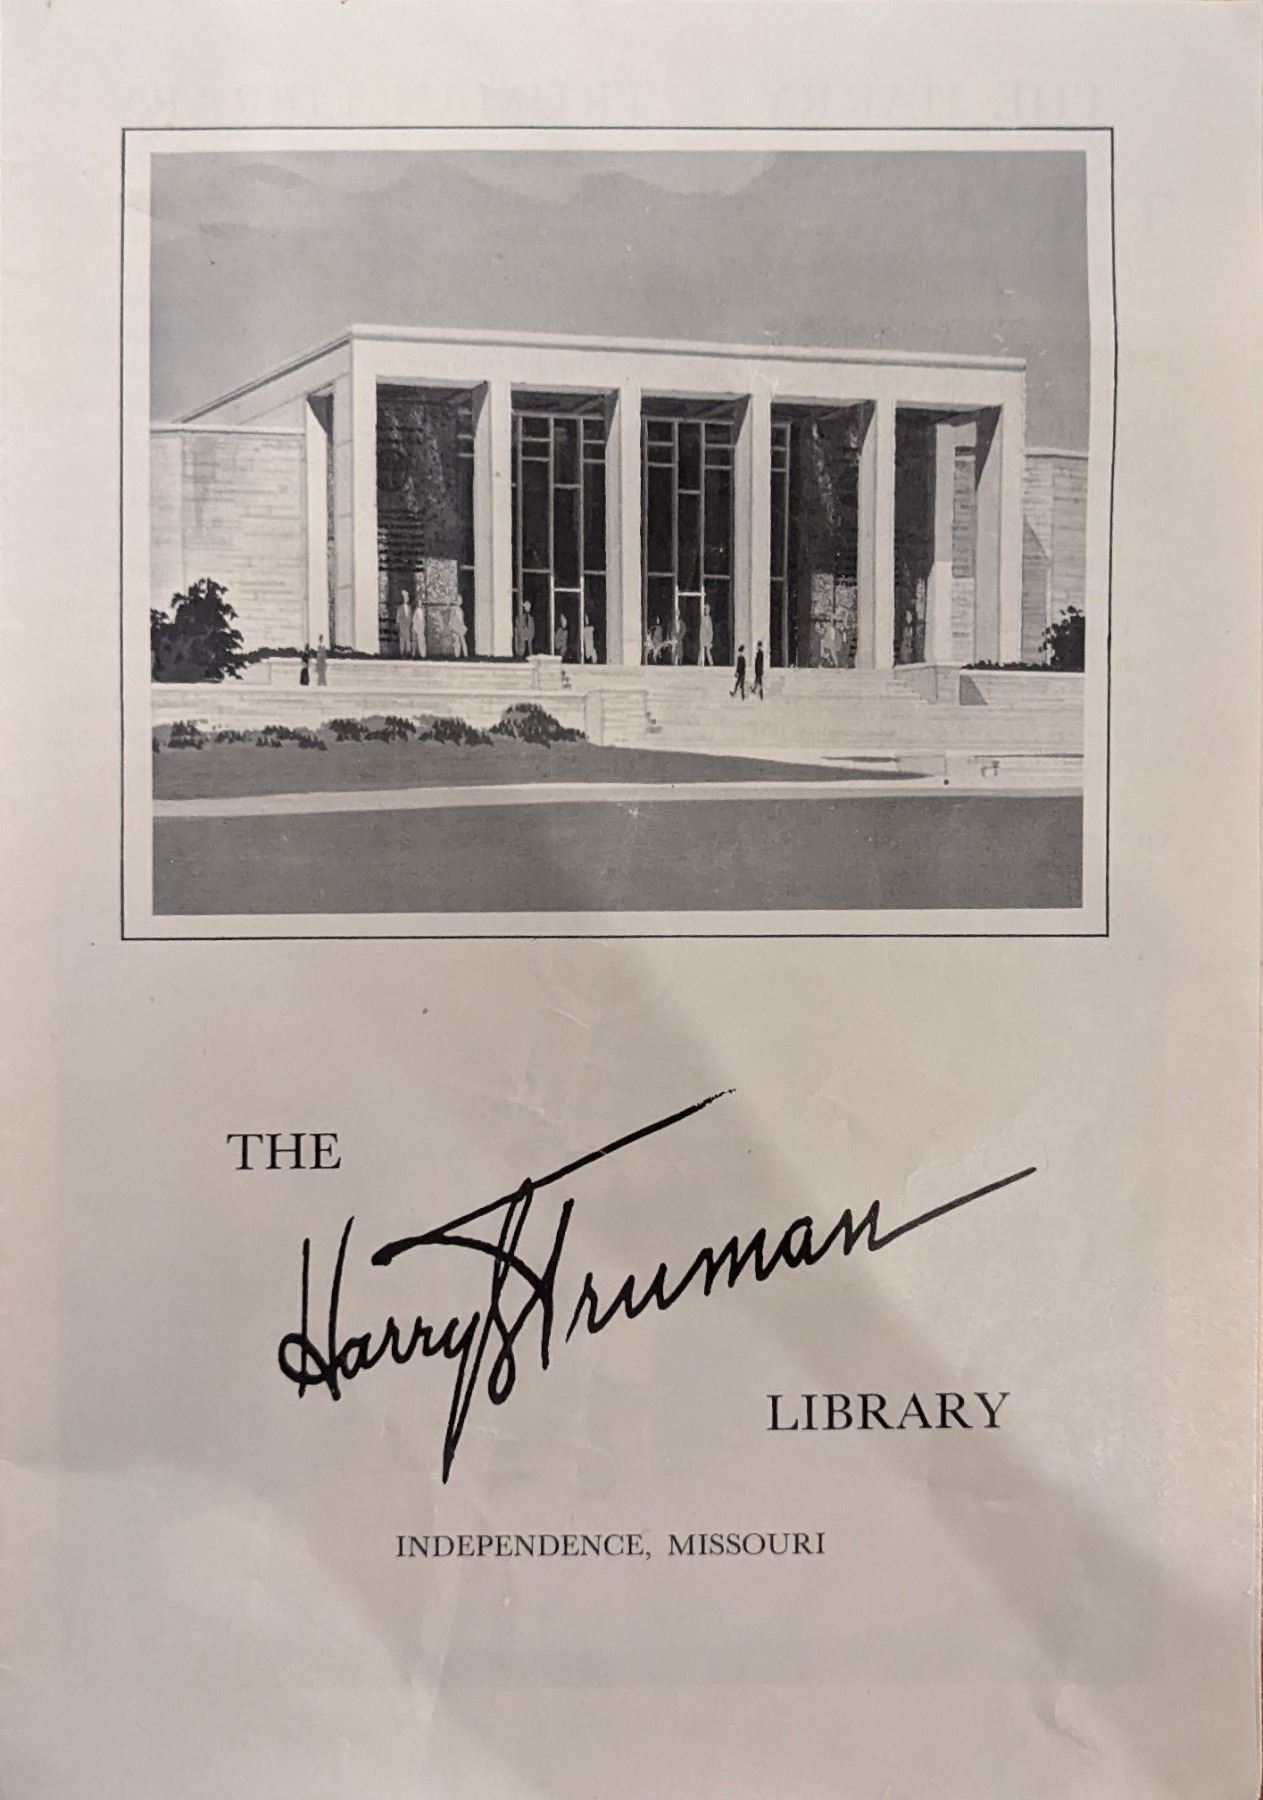 THE
Harry S Truman
LIBRARY
INDEPENDENCE, MISSOURI